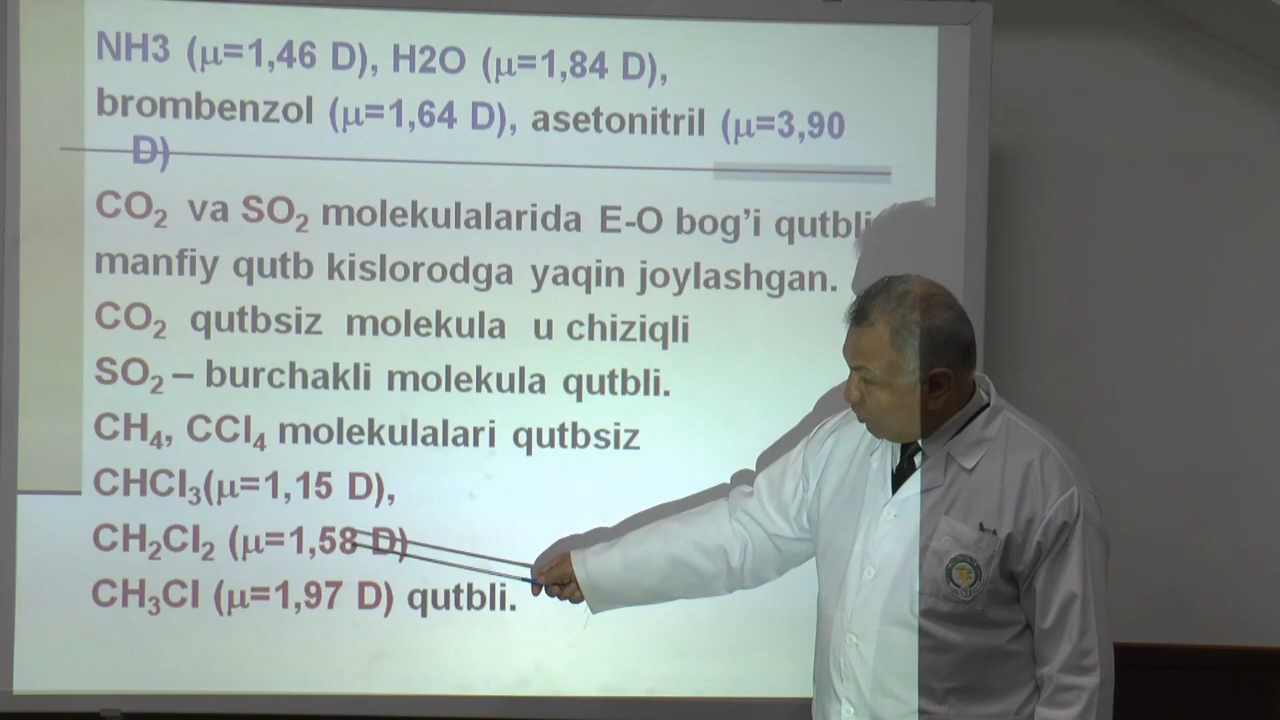 NH3 (μ=1,46 D), H2O (μ=1,84 D),
brombenzol (μ=1,64 D), asetonitril (μ=3,90
D)
CO₂ va SO₂ molekulalarida E-O bog’i qutbli
manfiy qutb kislorodga yaqin joylashgan.
CO₂ qutbsiz molekula u chiziqli
SO₂ – burchakli molekula qutbli.
CH₄, CCl₄ molekulalari qutbsiz
CHCl₃(μ=1,15 D),
CH₂Cl₂ (μ=1,58 D)
CH₃Cl (μ=1,97 D) qutbli.